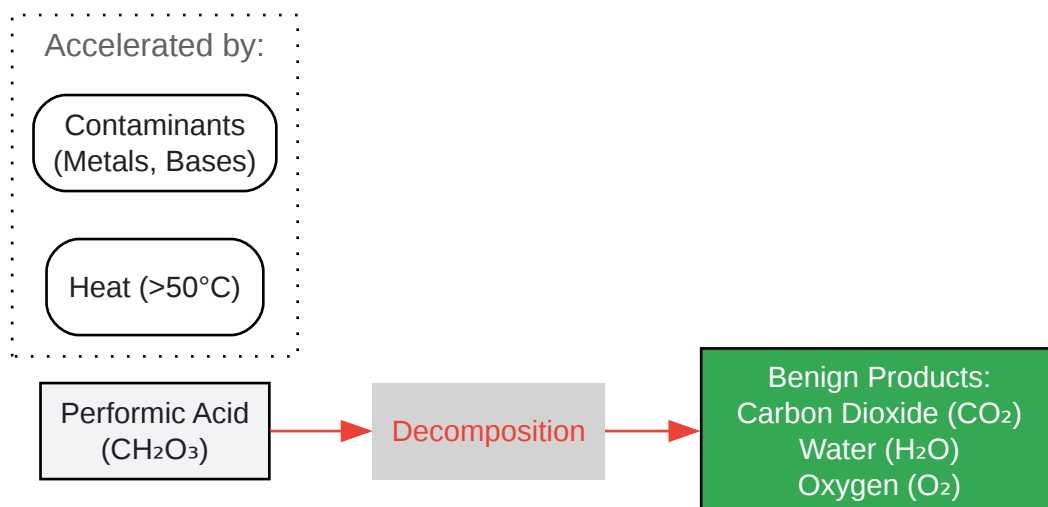 Accelerated by:
Contaminants
(Metals, Bases)
Heat (>50°C)
Performic Acid
(CH₂O₃)
Decomposition
Benign Products:
Carbon Dioxide (CO₂)
Water (H₂O)
Oxygen (O₂)